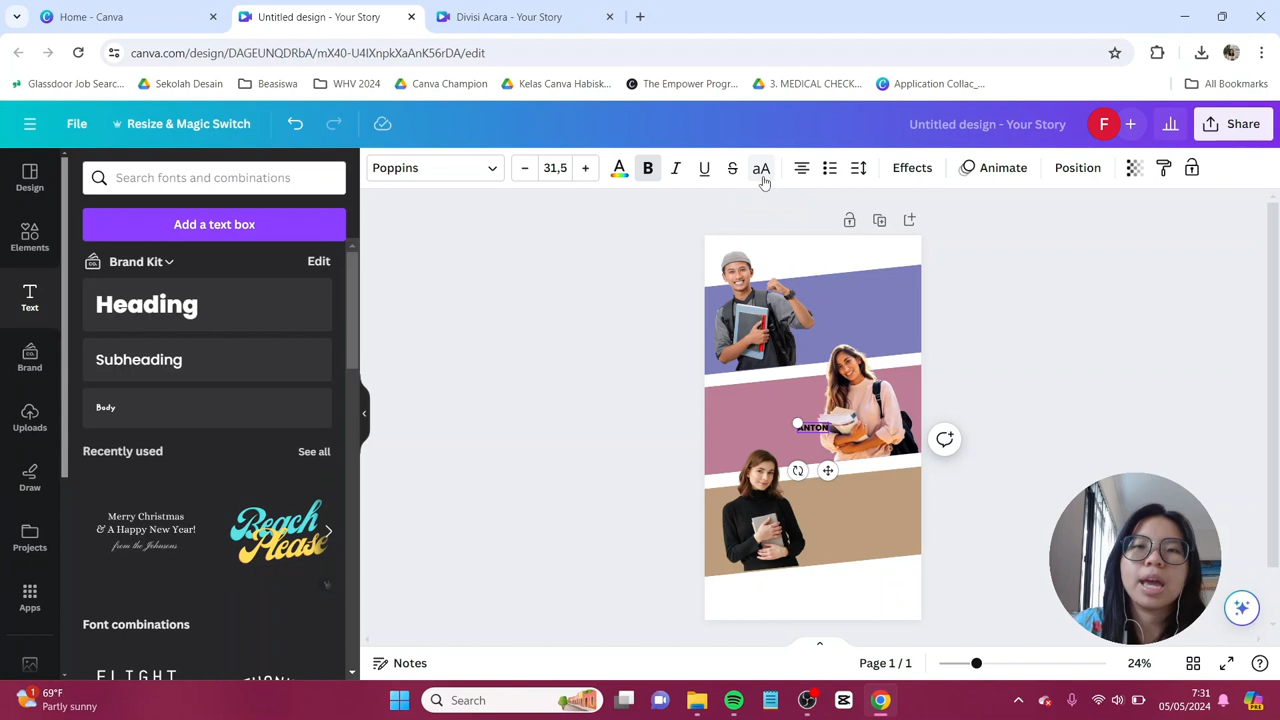 Home - Canva
Untitled design - Your Story
Divisi Acara - Your Story
canva.com/design/DAGEUNQDRbA/mX40-U4IXnpkXaAnK56rDA/edit
Glassdoor Job Sear...
Sekolah Desain
Beasiswa
WHV 2024
Canva Champion
Kelas Canva Habisk...
The Empower Progr...
3. MEDICAL CHECK...
Application Collac_...
All Bookmarks
File
Resize & Magic Switch
Untitled design - Your Story
F
Share
Design
Elements
Text
Brand
Uploads
Draw
Projects
Apps
Search fonts and combinations
Add a text box
Brand Kit
Edit
Heading
Subheading
Body
Recently used
See all
Merry Christmas
& A Happy New Year!
from the Johnsons
Beach
Please
Font combinations
FLIGHT
Poppins
31,5
A
B
I
U
S
aA
Effects
Animate
Position
ANTON
Notes
Page 1 / 1
24%
1
69°F
Partly sunny
Search
7:31
05/05/2024